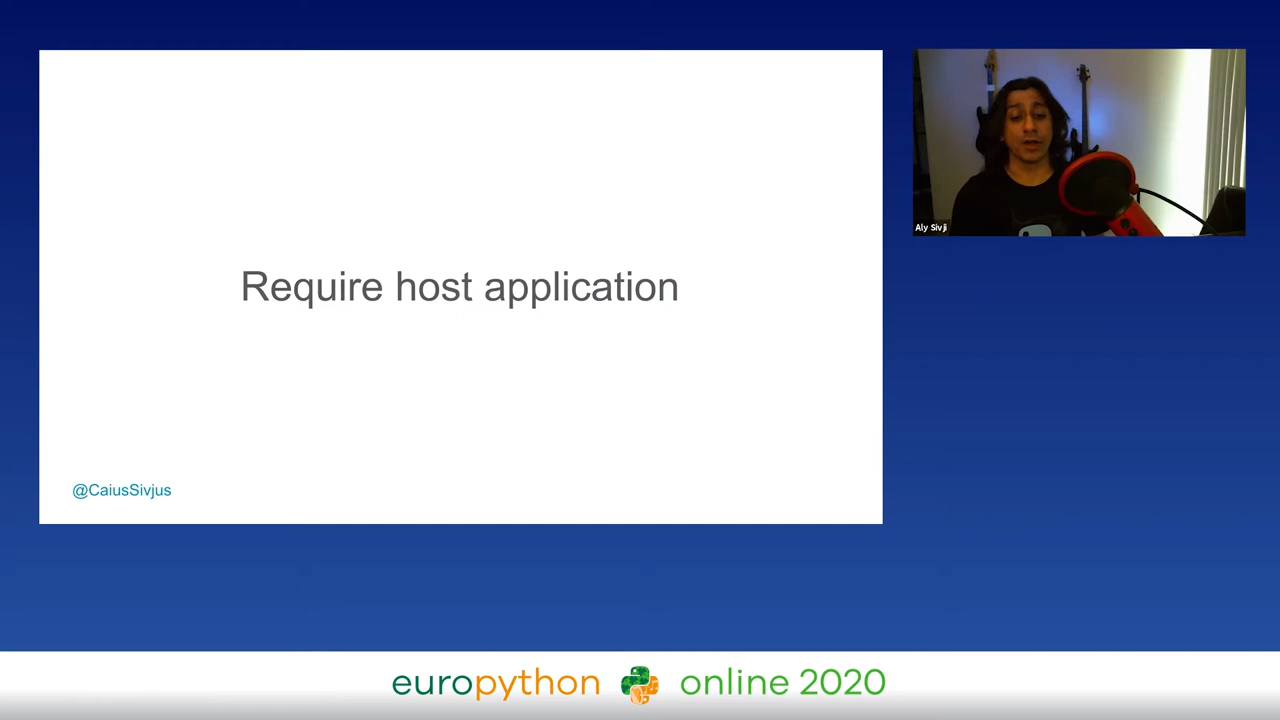 Require host application
@CaiusSivjus
Aly Sivji
europython online 2020